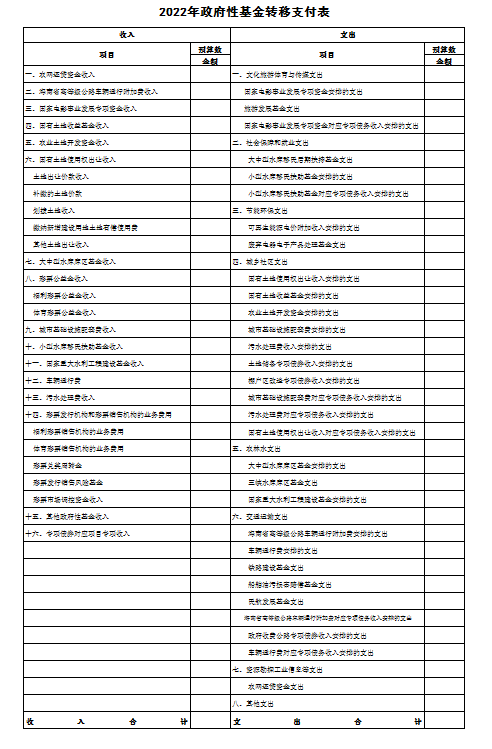 2022年政府性基金转移支付表
收入 支出
项目 预算数 项目 预算数
金额 金额
一、农网还贷资金收入 一、文化旅游体育与传媒支出
二、海南省高等级公路车辆通行附加费收入 国家电影事业发展专项资金安排的支出
三、国家电影事业发展专项资金收入 旅游发展基金支出
四、国有土地收益基金收入 国家电影事业发展专项资金对应专项债务收入安排的支出
五、农业土地开发资金收入 二、社会保障和就业支出
六、国有土地使用权出让收入 大中型水库移民后期扶持基金支出
土地出让价款收入 小型水库移民扶助基金安排的支出
补缴的土地价款 小型水库移民扶助基金对应专项债务收入安排的支出
划拨土地收入 三、节能环保支出
缴纳新增建设用地土地有偿使用费 可再生能源电价附加收入安排的支出
其他土地出让收入 废弃电器电子产品处理基金支出
七、大中型水库库区基金收入 四、城乡社区支出
八、彩票公益金收入 国有土地使用权出让收入安排的支出
福利彩票公益金收入 国有土地收益基金安排的支出
体育彩票公益金收入 农业土地开发资金安排的支出
九、城市基础设施配套费收入 城市基础设施配套费安排的支出
十、小型水库移民扶助基金收入 污水处理费收入安排的支出
十一、国家重大水利工程建设基金收入 土地储备专项债券收入安排的支出
十二、车辆通行费 棚户区改造专项债券收入安排的支出
十三、污水处理费收入 城市基础设施配套费对应专项债务收入安排的支出
十四、彩票发行机构和彩票销售机构的业务费用 污水处理费对应专项债务收入安排的支出
福利彩票销售机构的业务费用 国有土地使用权出让收入对应专项债务收入安排的支出
体育彩票销售机构的业务费用 五、农林水支出
彩票兑奖周转金 大中型水库库区基金安排的支出
彩票发行销售风险基金 三峡水库库区基金支出
彩票市场调控资金收入 国家重大水利工程建设基金安排的支出
十五、其他政府性基金收入 六、交通运输支出
十六、专项债券对应项目专项收入 海南省高等级公路车辆通行附加费安排的支出
车辆通行费安排的支出
铁路建设基金支出
船舶油污损害赔偿基金支出
民航发展基金支出
海南省高等级公路车辆通行附加费对应专项债务收入安排的支出
政府收费公路专项债券收入安排的支出
车辆通行费对应专项债务收入安排的支出
七、资源勘探工业信息等支出
农网还贷资金支出
八、其他支出
收入合计 支出合计